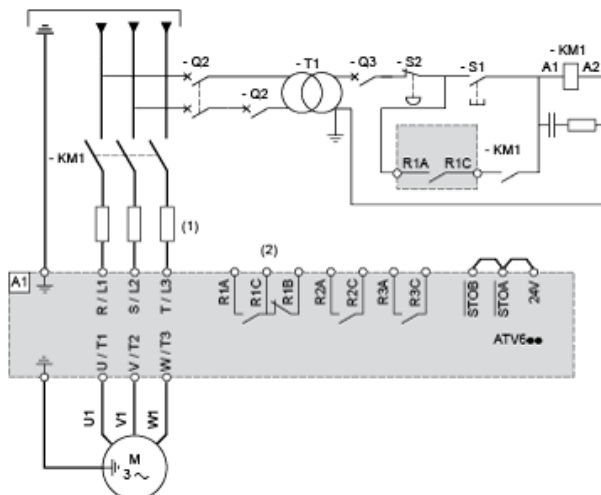 - Q2
- T1
- Q3
- S2
- S1
- KM1
A1
A2
- Q2
- KM1
R1A
R1C
- KM1
(1)
(2)
A1
R / L1
S / L2
T / L3
R1A
R1C
R1B
R2A
R2C
R3A
R3C
STOB
STOA
24V
ATV6●●
U / T1
V / T2
W / T3
U1
V1
W1
M
3 ~